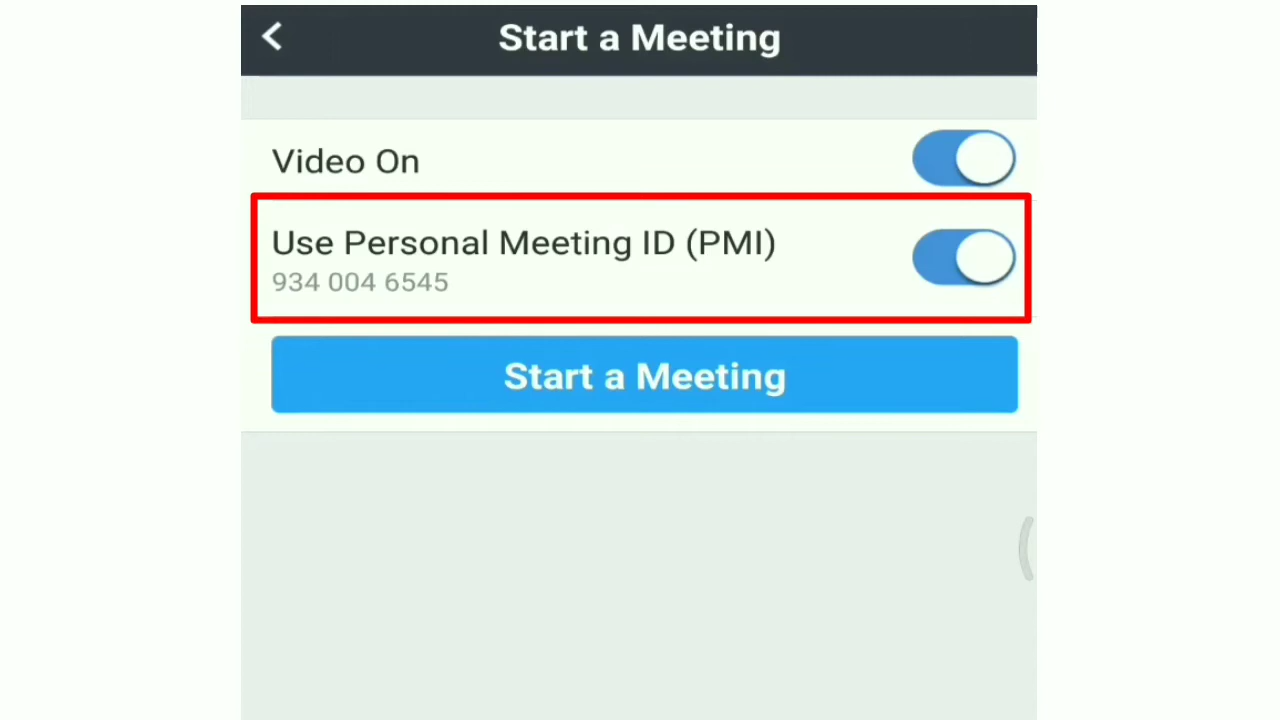 Start a Meeting
Video On
Use Personal Meeting ID (PMI)
934 004 6545
Start a Meeting